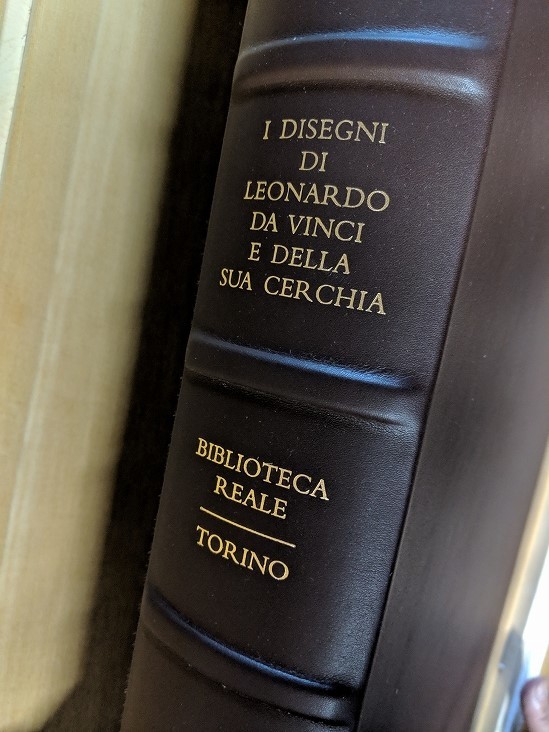 I DISEGNI
DI
LEONARDO
DA VINCI
E DELLA
SUA CERCHIA
BIBLIOTECA
REALE
TORINO